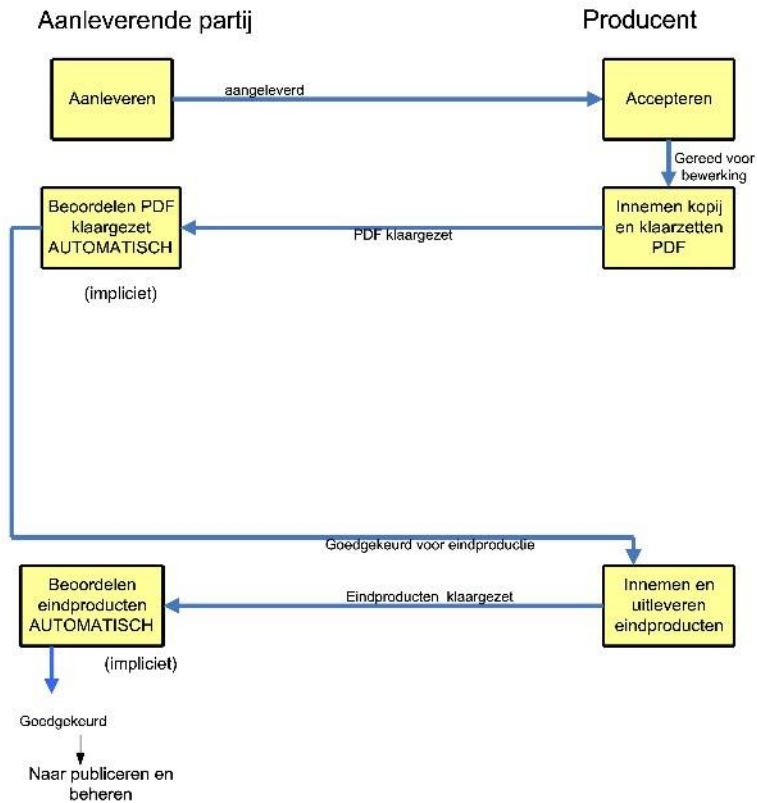 Aanleverende partij
Producent
Aanleveren
aangeleverd
Accepteren
Gereed voor
bewerking
Beoordelen PDF
klaargezet
AUTOMATISCH
PDF klaargezet
Innemen kopij
en klaarzetten
PDF
(impliciet)
Goedgekeurd voor eindproductie
Beoordelen
eindproducten
AUTOMATISCH
Eindproducten klaargezet
Innemen en
uitleveren
eindproducten
(impliciet)
Goedgekeurd
Naar publiceren en
beheren